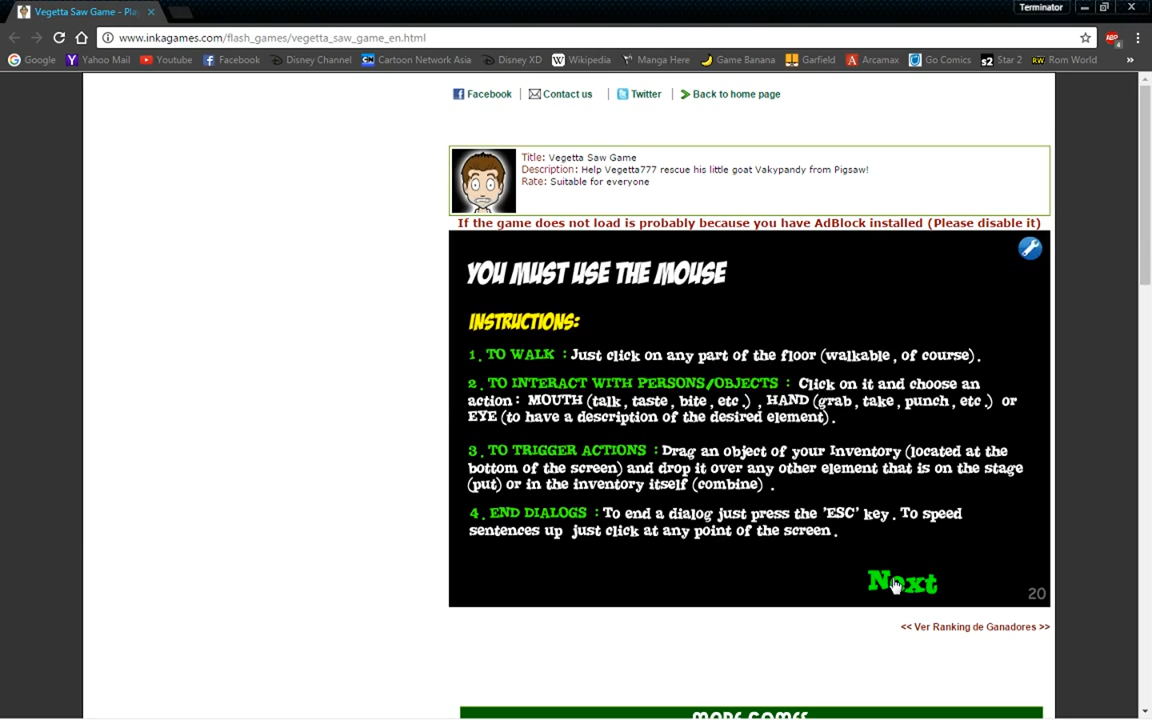 Vegetta Saw Game - Pla
Terminator
www.inkagames.com/flash_games/vegetta_saw_game_en.html
ABP
4
Google Yahoo Mail Youtube Facebook Disney Channel Cartoon Network Asia Disney XD Wikipedia Manga Here Game Banana Garfield Arcamax Go Comics Star 2 Rom World »
Facebook | Contact us | Twitter | Back to home page
Title: Vegetta Saw Game
Description: Help Vegetta777 rescue his little goat Vakypandy from Pigsaw!
Rate: Suitable for everyone
If the game does not load is probably because you have AdBlock installed (Please disable it)
YOU MUST USE THE MOUSE
INSTRUCTIONS:
1. TO WALK : Just click on any part of the floor (walkable, of course).
2. TO INTERACT WITH PERSONS/OBJECTS : Click on it and choose an
action: MOUTH (talk, taste, bite, etc.) , HAND (grab, take, punch, etc.) or
EYE (to have a description of the desired element).
3. TO TRIGGER ACTIONS : Drag an object of your Inventory (located at the
bottom of the screen) and drop it over any other element that is on the stage
(put) or in the inventory itself (combine) .
4. END DIALOGS : To end a dialog just press the 'ESC' key. To speed
sentences up just click at any point of the screen.
Next
20
<< Ver Ranking de Ganadores >>
MORE GAMES